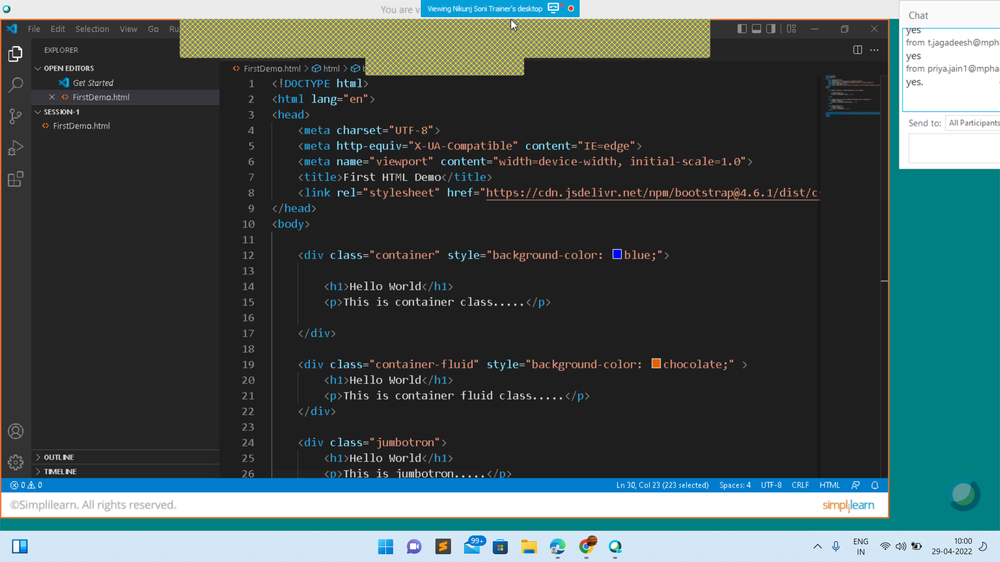 You are v
Viewing Nikunj Soni Trainer's desktop
Chat
File Edit Selection View Go Ru
yes
from t.jagadeesh@mph
yes
from priya.jain1@mpha
yes.
Send to: All Participants
EXPLORER
OPEN EDITORS
Get Started
FirstDemo.html
SESSION-1
FirstDemo.html
OUTLINE
TIMELINE
FirstDemo.html > html >
1 <!DOCTYPE html>
2 <html lang="en">
3 <head>
4 <meta charset="UTF-8">
5 <meta http-equiv="X-UA-Compatible" content="IE=edge">
6 <meta name="viewport" content="width=device-width, initial-scale=1.0">
7 <title>First HTML Demo</title>
8 <link rel="stylesheet" href="https://cdn.jsdelivr.net/npm/bootstrap@4.6.1/dist/c
9 </head>
10 <body>
11
12 <div class="container" style="background-color: blue;">
13
14 <h1>Hello World</h1>
15 <p>This is container class.....</p>
16
17 </div>
18
19 <div class="container-fluid" style="background-color: chocolate;" >
20 <h1>Hello World</h1>
21 <p>This is container fluid class.....</p>
22 </div>
23
24 <div class="jumbotron">
25 <h1>Hello World</h1>
26 <p>This is jumbotron.....</p>
0 0
Ln 30, Col 23 (223 selected) Spaces: 4 UTF-8 CRLF HTML
©Simplilearn. All rights reserved.
simplilearn
99+
ENG
IN
10:00
29-04-2022